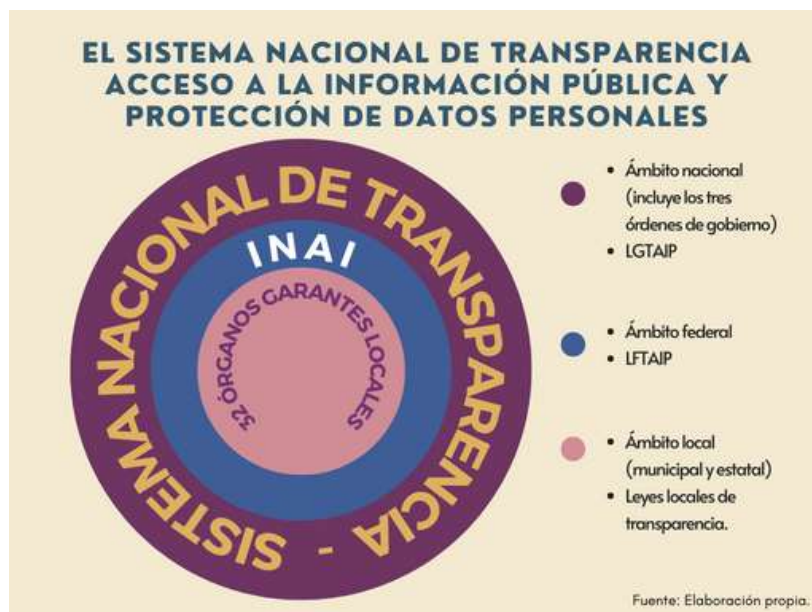 EL SISTEMA NACIONAL DE TRANSPARENCIA
ACCESO A LA INFORMACIÓN PÚBLICA Y
PROTECCIÓN DE DATOS PERSONALES
SISTEMA NACIONAL DE TRANSPARENCIA -
INAI
32 ÓRGANOS GARANTES LOCALES
• Ámbito nacional
(incluye los tres
órdenes de gobierno)
• LGTAIP
• Ámbito federal
• LFTAIP
• Ámbito local
(municipal y estatal)
• Leyes locales de
transparencia.
Fuente: Elaboración propia.